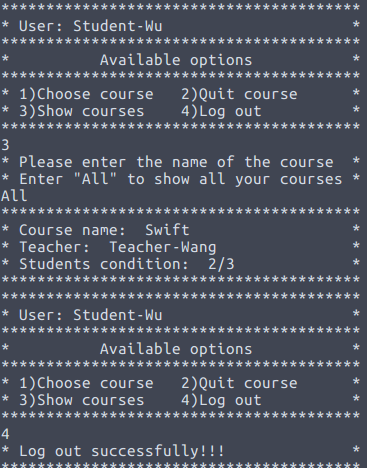 ***************************************
* User: Student-Wu                    *
***************************************
*          Available options          *
***************************************
* 1)Choose course   2)Quit course     *
* 3)Show courses    4)Log out         *
***************************************
3
* Please enter the name of the course  *
* Enter "All" to show all your courses *
All
***************************************
* Course name:  Swift                 *
* Teacher:  Teacher-Wang              *
* Students condition:  2/3            *
***************************************
***************************************
* User: Student-Wu                    *
***************************************
*          Available options          *
***************************************
* 1)Choose course   2)Quit course     *
* 3)Show courses    4)Log out         *
***************************************
4
* Log out successfully!!!             *
***************************************